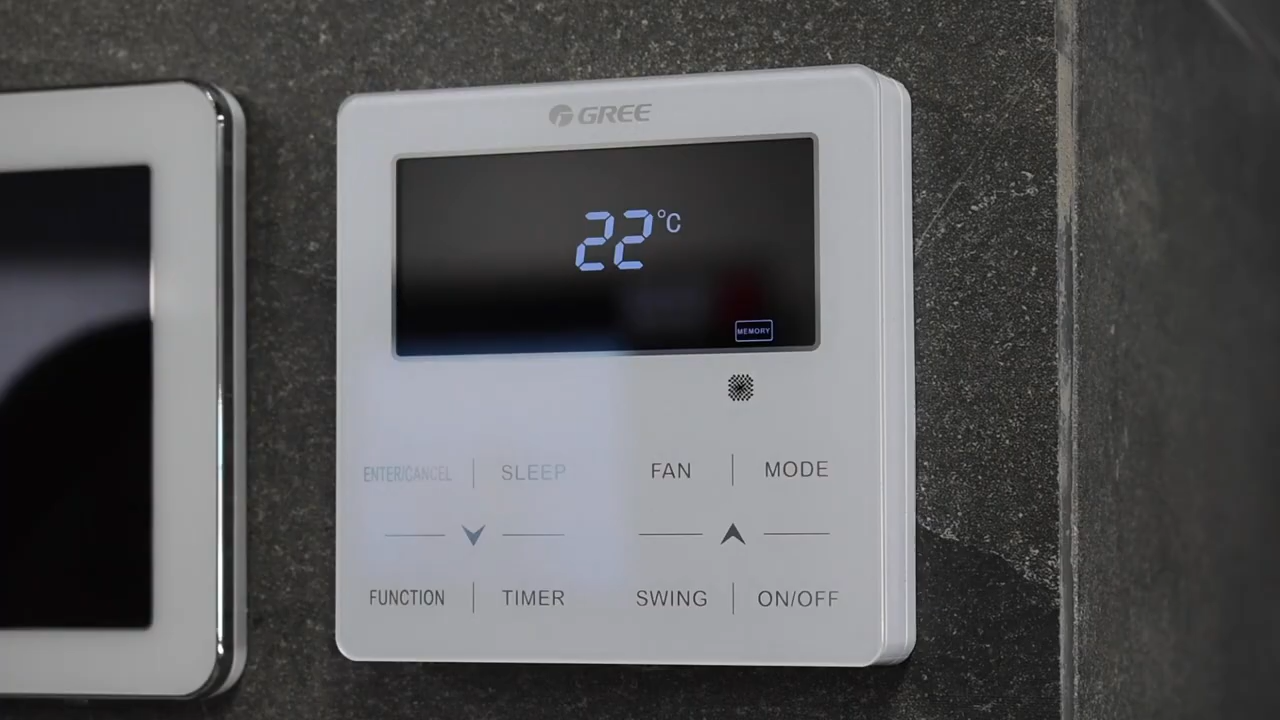 GREE
22°C
MEMORY
ENTER/CANCEL SLEEP FAN MODE
FUNCTION TIMER SWING ON/OFF